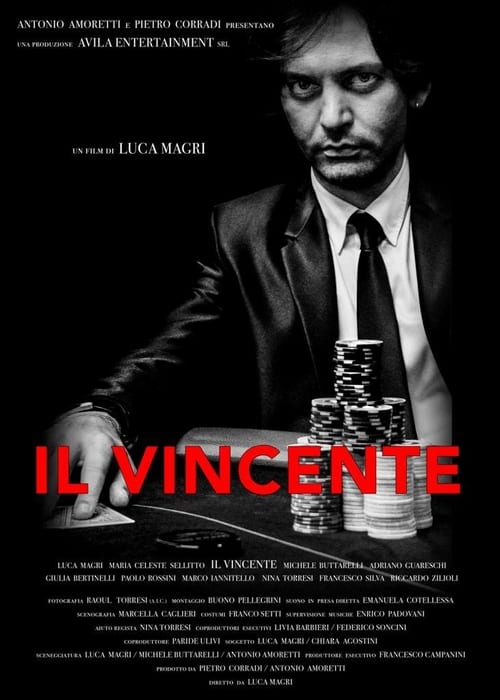 ANTONIO AMORETTI E PIETRO CORRADI PRESENTANO
UNA PRODUZIONE AVILA ENTERTAINMENT SRL
UN FILM DI LUCA MAGRI
IL VINCENTE
LUCA MAGRI MARIA CELESTE SELLITTO IL VINCENTE MICHELE BUTTARELLI ADRIANO GUARESCHI
GIULIA BERTINELLI PAOLO ROSSINI MARCO IANNITELLO NINA TORRESI FRANCESCO SILVA RICCARDO ZILIOLI
FOTOGRAFIA RAOUL TORRESI (A.I.C.) MONTAGGIO BUONO PELLEGRINI SUONO IN PRESA DIRETTA EMANUELA COTELLESSA
SCENOGRAFIA MARCELLA CAGLIERI COSTUMI FRANCO SETTI SUPERVISIONE MUSICHE ENRICO PADOVANI
AIUTO REGISTA NINA TORRESI COPRODUTTORI ESECUTIVI LIVIA BARBIERI / FEDERICO SONCINI
COPRODUTTORE PARIDE ULIVI SOGGETTO LUCA MAGRI / CHIARA AGOSTINI
SCENEGGIATURA LUCA MAGRI / MICHELE BUTTARELLI / ANTONIO AMORETTI PRODUTTORE ESECUTIVO FRANCESCO CAMPANINI
PRODOTTO DA PIETRO CORRADI / ANTONIO AMORETTI
DIRETTO DA LUCA MAGRI